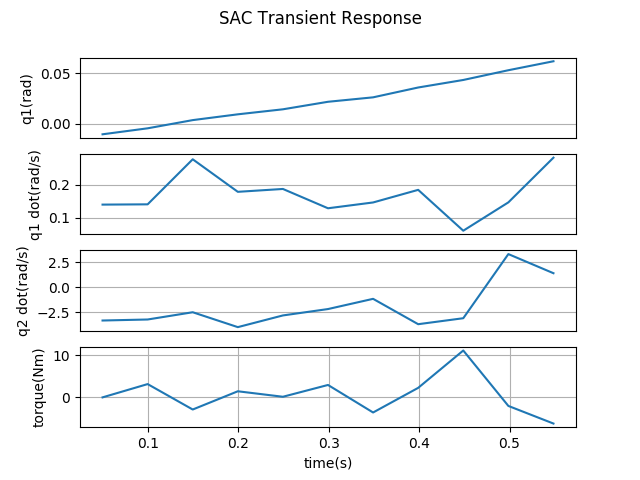 SAC Transient Response
q1(rad)
0.05
0.00
q1 dot(rad/s)
0.2
0.1
q2 dot(rad/s)
2.5
0.0
−2.5
torque(Nm)
10
0
0.1 0.2 0.3 0.4 0.5
time(s)